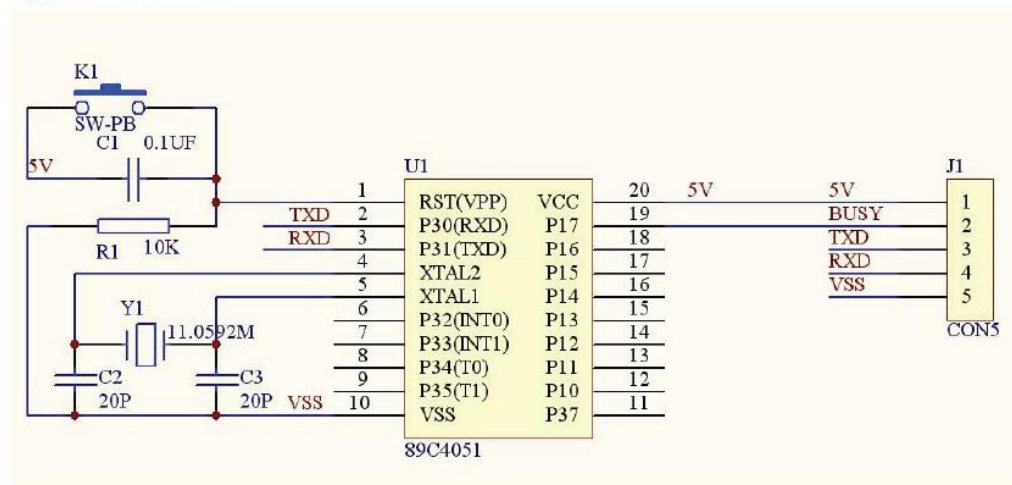 K1
SW-PB
C1 0.1UF
5V
R1 10K
Y1
11.0592M
C2
20P
C3
20P
U1
TXD
RXD
VSS
1 RST(VPP) VCC 20 5V
2 P30(RXD) P17 19
3 P31(TXD) P16 18
4 XTAL2 P15 17
5 XTAL1 P14 16
6 P32(INT0) P13 15
7 P33(INT1) P12 14
8 P34(T0) P11 13
9 P35(T1) P10 12
10 VSS P37 11
89C4051
J1
5V 1
BUSY 2
TXD 3
RXD 4
VSS 5
CON5